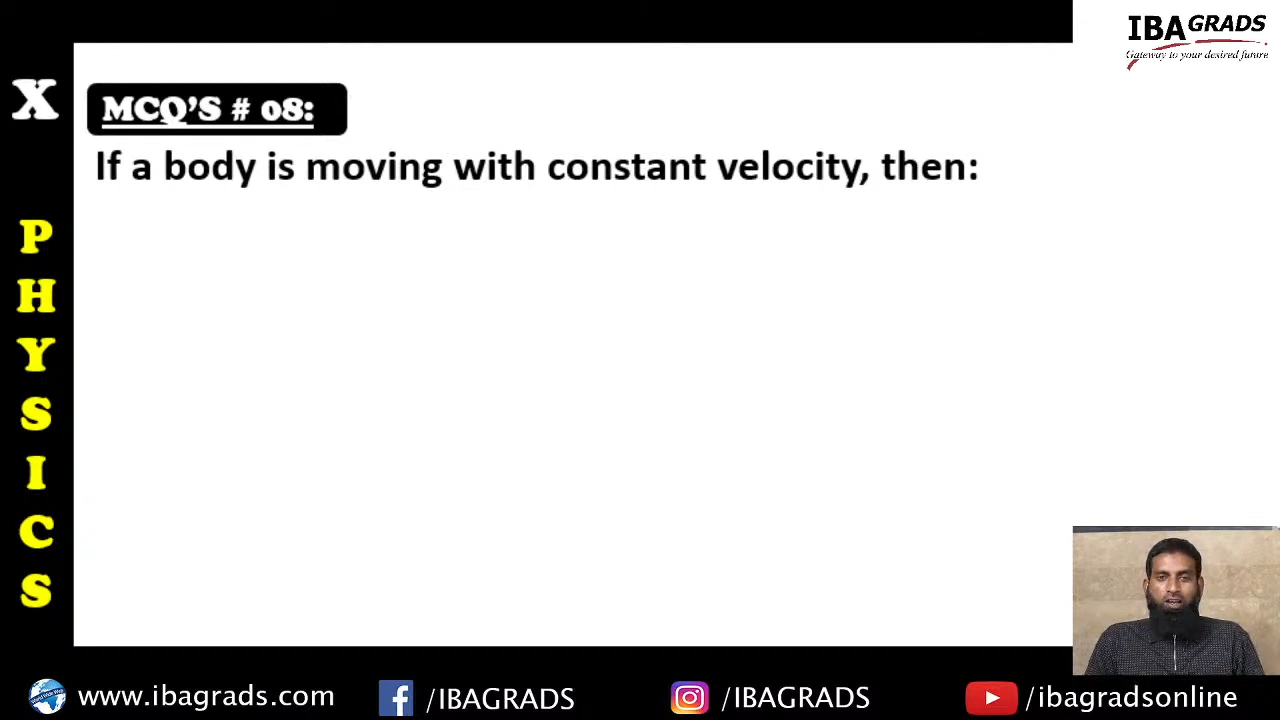 IBA GRADS
Gateway to your desired future
X
PHYSICS
MCQ'S # 08:
If a body is moving with constant velocity, then:
www.ibagrads.com
/IBAGRADS
/IBAGRADS
/ibagradsonline